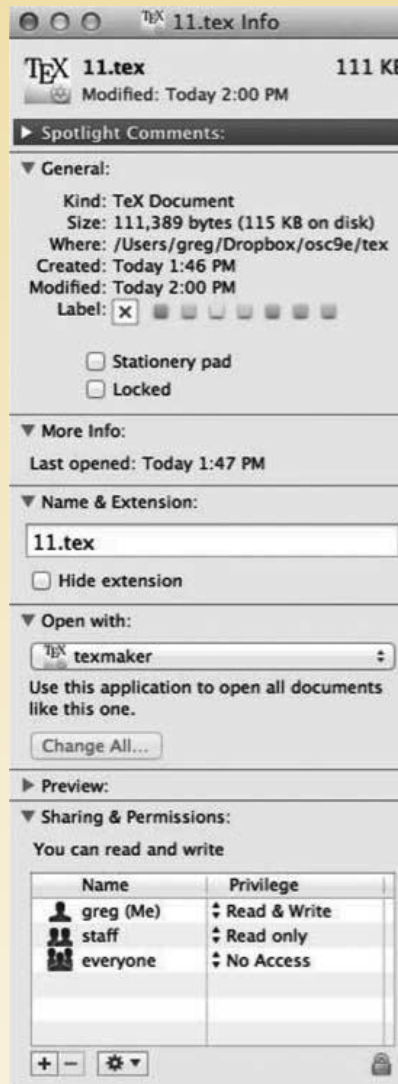 TEX 11.tex Info
TEX 11.tex 111 KB
Modified: Today 2:00 PM
Spotlight Comments:
General:
Kind: TeX Document
Size: 111,389 bytes (115 KB on disk)
Where: /Users/greg/Dropbox/osc9e/tex
Created: Today 1:46 PM
Modified: Today 2:00 PM
Label: x
Stationery pad
Locked
More Info:
Last opened: Today 1:47 PM
Name & Extension:
11.tex
Hide extension
Open with:
TEX texmaker
Use this application to open all documents
like this one.
Change All...
Preview:
Sharing & Permissions:
You can read and write
Name Privilege
greg (Me) Read & Write
staff Read only
everyone No Access
+ −